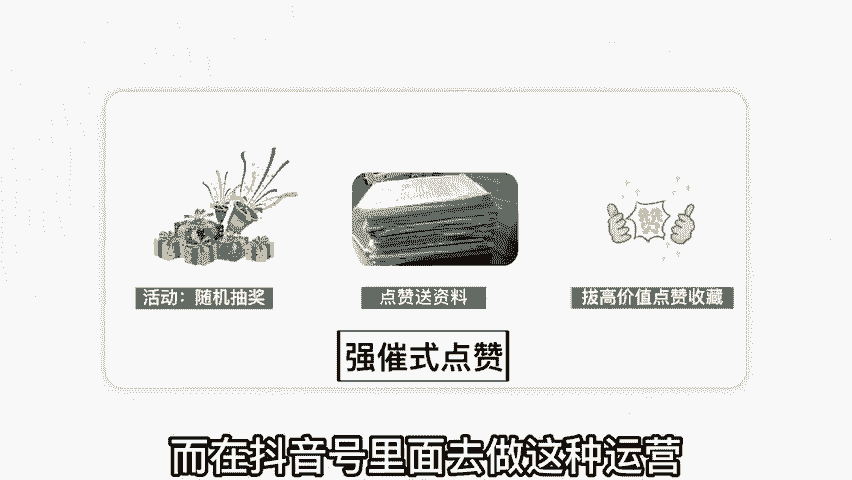 赞
活动：随机抽奖
点赞送资料
拔高价值点赞收藏
强催式点赞
而在抖音号里面去做这种运营